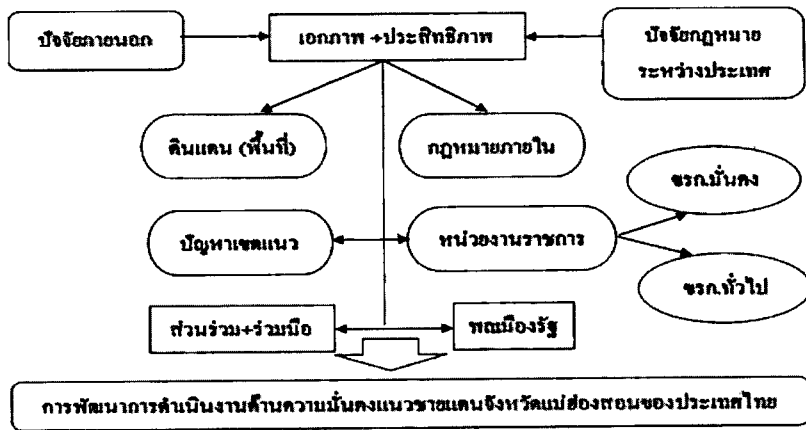 ปัจจัยภายนอก
เอกภาพ +ประสิทธิภาพ
ปัจจัยกฎหมาย
ระหว่างประเทศ
ดินแดน (พื้นที่)
กฎหมายภายใน
ขรก.มั่นคง
ปัญหาเขตแนว
หน่วยงานราชการ
ขรก.ทั่วไป
ส่วนร่วม+ร่วมมือ
พลเมืองรัฐ
การพัฒนาการดำเนินงานด้านความมั่นคงแนวชายแดนจังหวัดแม่ฮ่องสอนของประเทศไทย